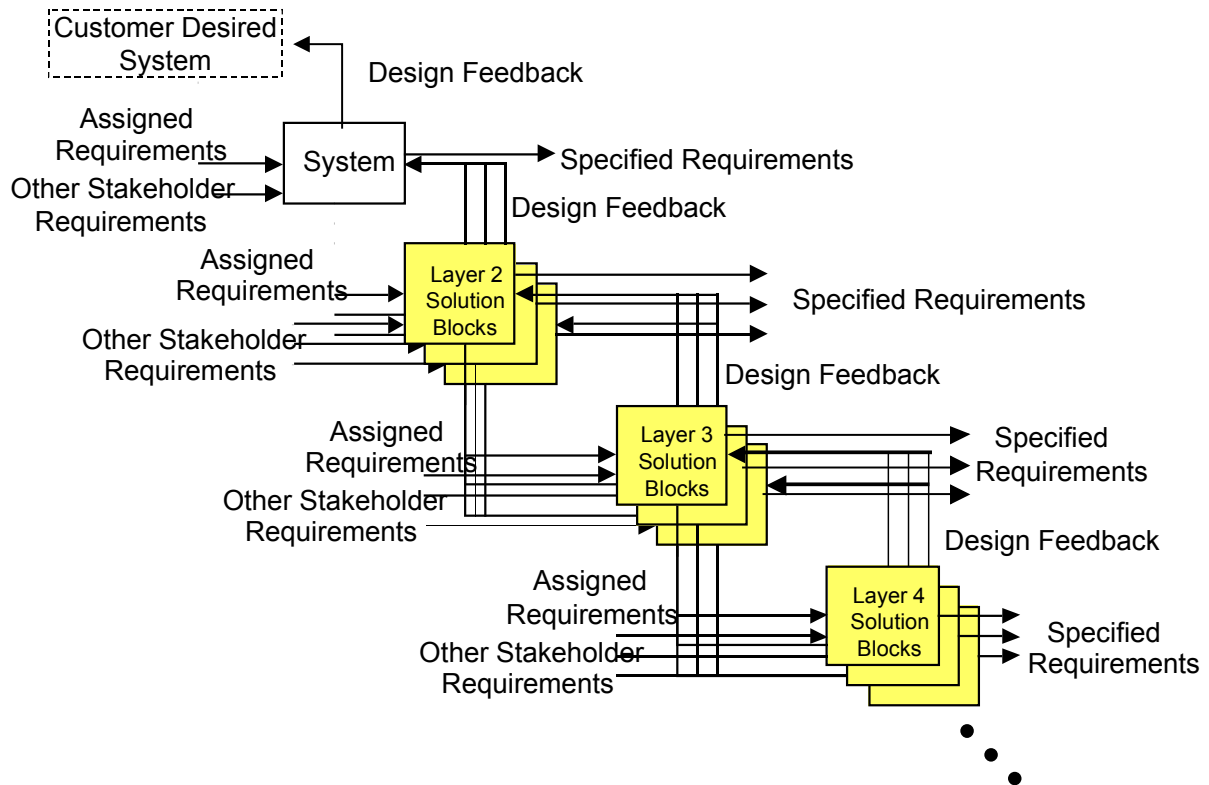 Customer Desired
System
Design Feedback
Assigned
Requirements
System
Specified Requirements
Other Stakeholder
Requirements
Design Feedback
Assigned
Requirements
Layer 2
Solution
Blocks
Specified Requirements
Other Stakeholder
Requirements
Design Feedback
Assigned
Requirements
Layer 3
Solution
Blocks
Specified
Requirements
Other Stakeholder
Requirements
Design Feedback
Assigned
Requirements
Layer 4
Solution
Blocks
Specified
Requirements
Other Stakeholder
Requirements